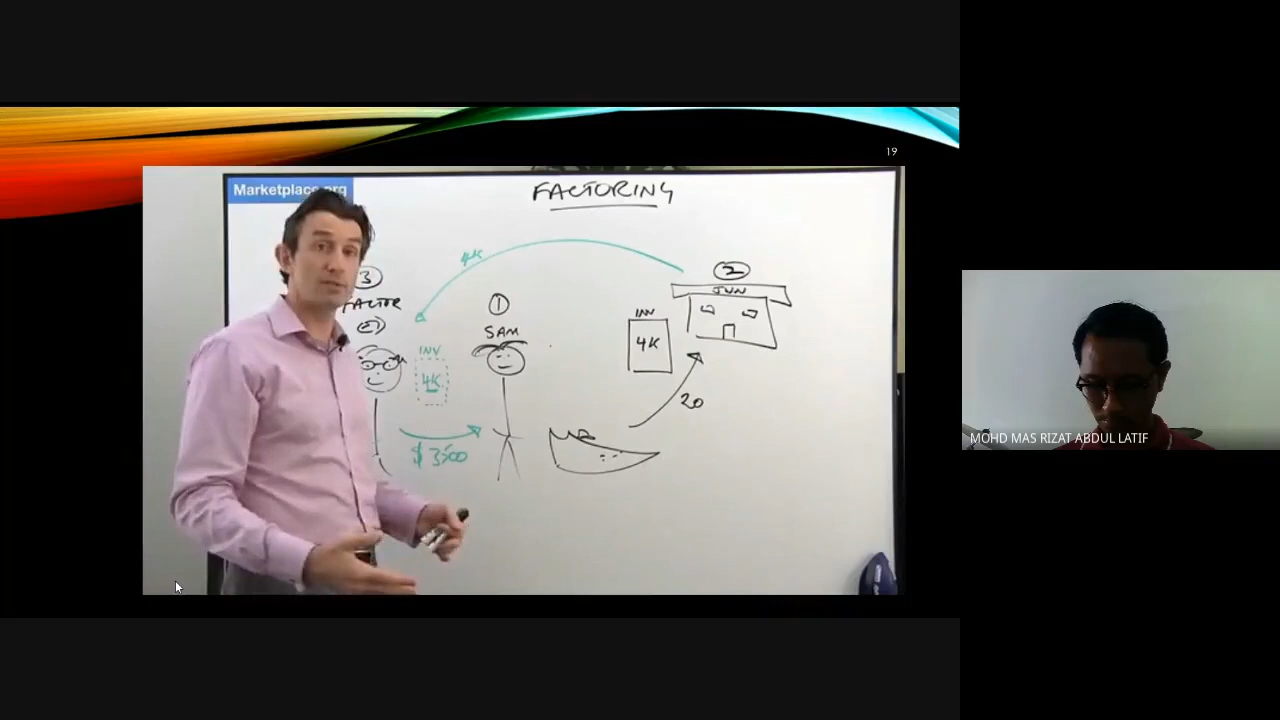 19
Marketplace.org
FACTORING
4K
3
2
FACTOR
1
SAM
INV
4K
INV
4K
20
$ 3500
MOHD MAS RIZAT ABDUL LATIF